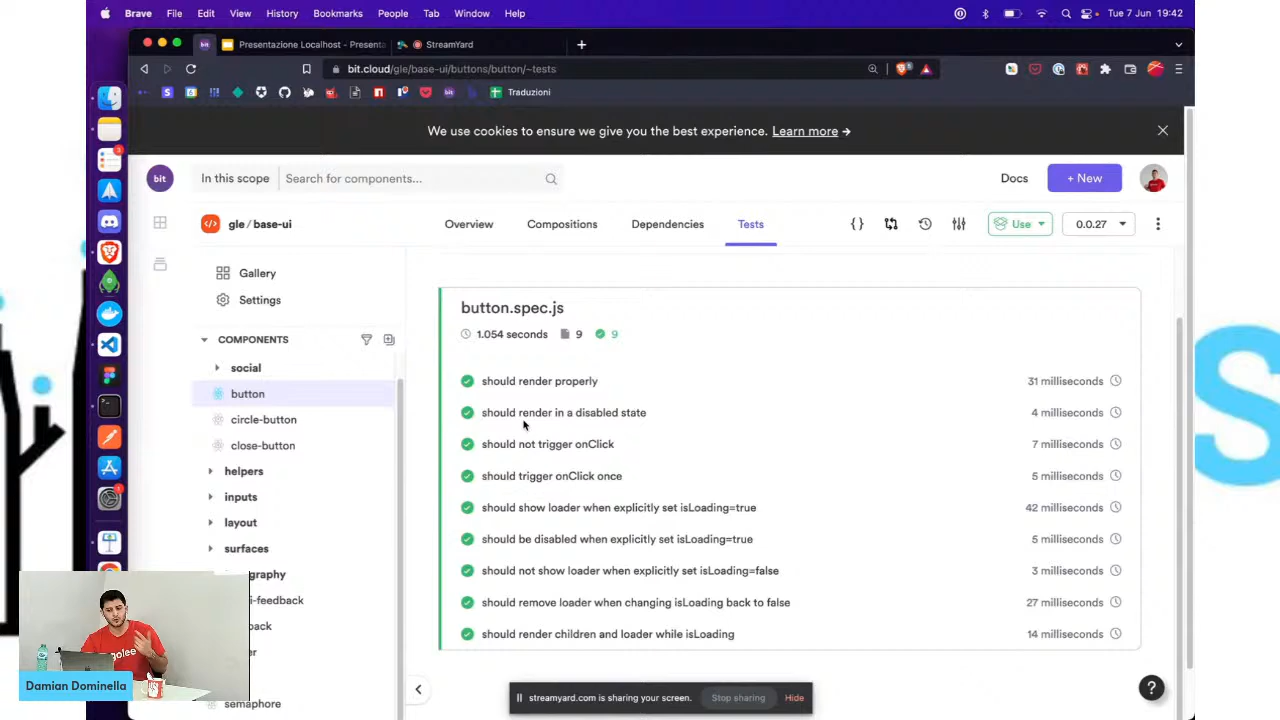 Brave File Edit View History Bookmarks People Tab Window Help Tue 7 Jun 19:42
bit Presentazione Localhost - Presenta StreamYard
bit.cloud/gle/base-ui/buttons/button/~tests
Traduzioni
We use cookies to ensure we give you the best experience. Learn more →
bit In this scope Search for components... Docs + New
gle / base-ui Overview Compositions Dependencies Tests Use 0.0.27
Gallery
Settings
COMPONENTS
social
button
circle-button
close-button
helpers
inputs
layout
surfaces
semaphore
button.spec.js
1.054 seconds 9 9
should render properly 31 milliseconds
should render in a disabled state 4 milliseconds
should not trigger onClick 7 milliseconds
should trigger onClick once 5 milliseconds
should show loader when explicitly set isLoading=true 42 milliseconds
should be disabled when explicitly set isLoading=true 5 milliseconds
should not show loader when explicitly set isLoading=false 3 milliseconds
should remove loader when changing isLoading back to false 27 milliseconds
should render children and loader while isLoading 14 milliseconds
golee
Damian Dominella
streamyard.com is sharing your screen. Stop sharing Hide